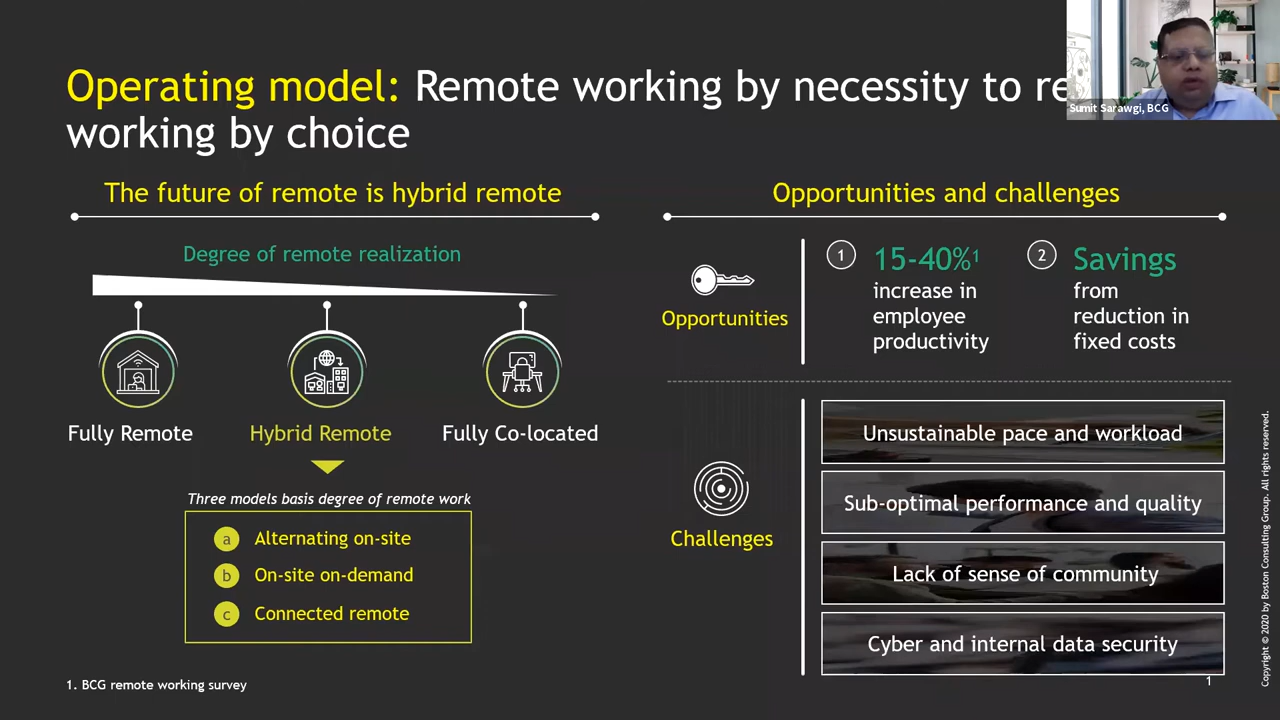 Operating model: Remote working by necessity to re
working by choice
Sumit Sarawgi, BCG
The future of remote is hybrid remote
Degree of remote realization
Fully Remote
Hybrid Remote
Fully Co-located
Three models basis degree of remote work
a Alternating on-site
b On-site on-demand
c Connected remote
Opportunities and challenges
Opportunities
1 15-40%¹
increase in
employee
productivity
2 Savings
from
reduction in
fixed costs
Challenges
Unsustainable pace and workload
Sub-optimal performance and quality
Lack of sense of community
Cyber and internal data security
1. BCG remote working survey
1
Copyright © 2020 by Boston Consulting Group. All rights reserved.